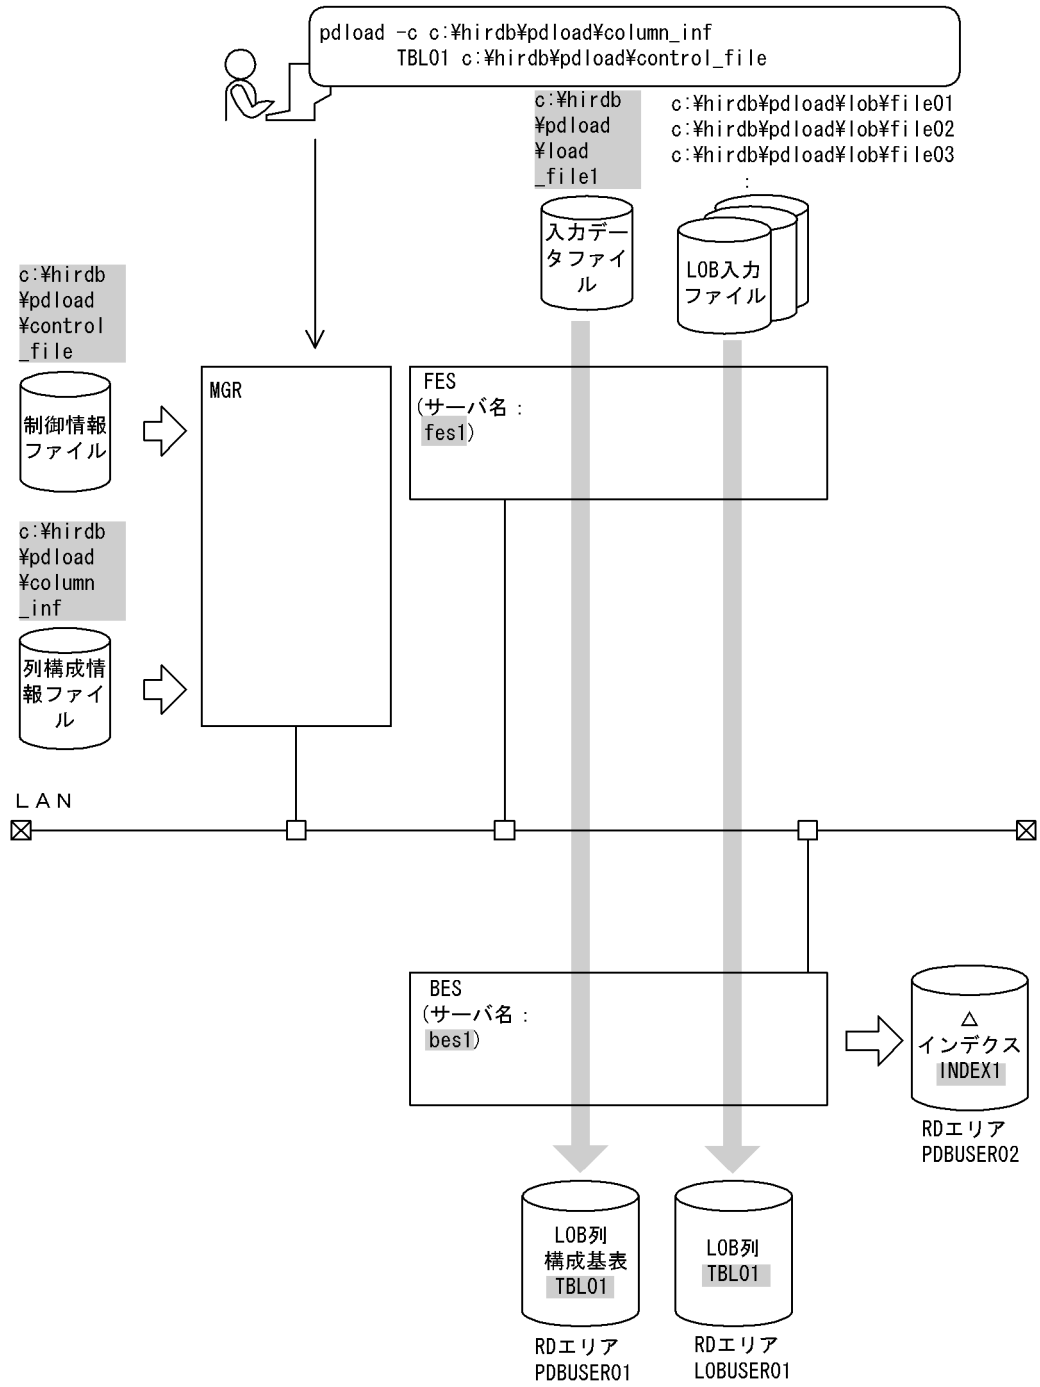 pdload -c c:¥hirdb¥pdload¥column_inf
TBL01 c:¥hirdb¥pdload¥control_file
c:¥hirdb
¥pdload
¥load
_file1
c:¥hirdb¥pdload¥lob¥file01
c:¥hirdb¥pdload¥lob¥file02
c:¥hirdb¥pdload¥lob¥file03
:
入力デー
タファイ
ル
LOB入力
ファイル
c:¥hirdb
¥pdload
¥control
_file
制御情報
ファイル
MGR
FES
(サーバ名:
fes1)
c:¥hirdb
¥pdload
¥column
_inf
列構成情
報ファイ
ル
LAN
BES
(サーバ名:
bes1)
△
インデクス
INDEX1
RDエリア
PDBUSER02
LOB列
構成基表
TBL01
RDエリア
PDBUSER01
LOB列
TBL01
RDエリア
LOBUSER01